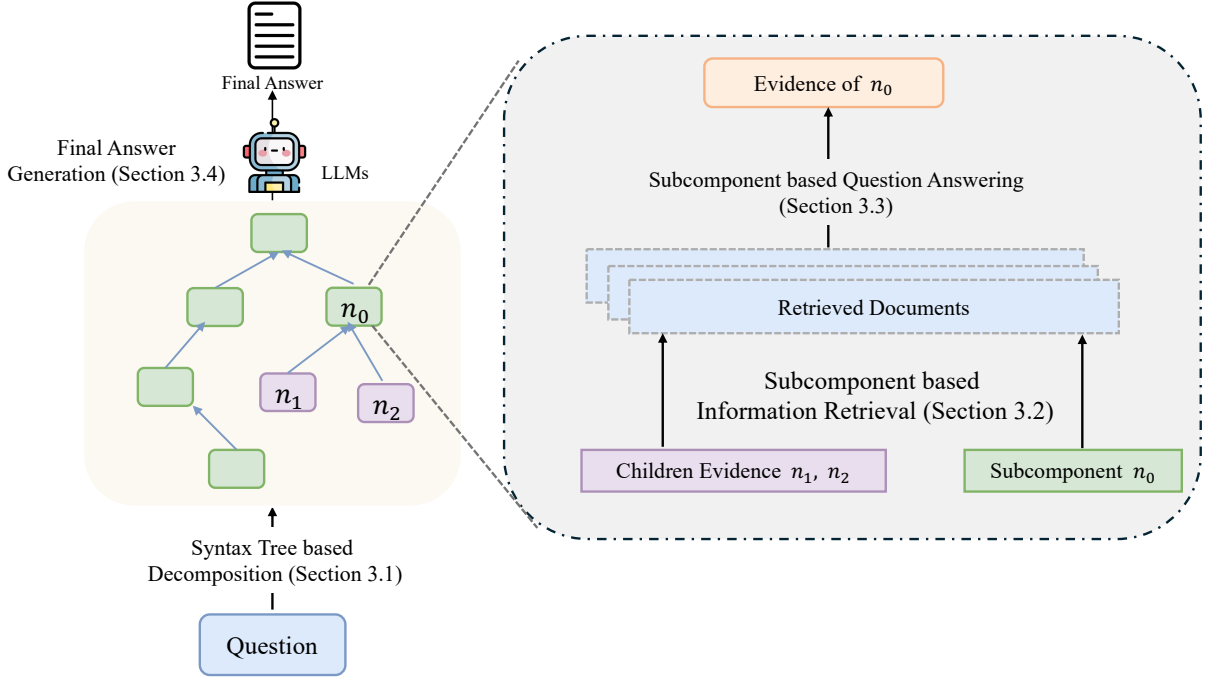 Final Answer
Final Answer
Generation (Section 3.4)
LLMs
n₀
n₁
n₂
Syntax Tree based
Decomposition (Section 3.1)
Question
Evidence of n₀
Subcomponent based Question Answering
(Section 3.3)
Retrieved Documents
Subcomponent based
Information Retrieval (Section 3.2)
Children Evidence n₁, n₂
Subcomponent n₀